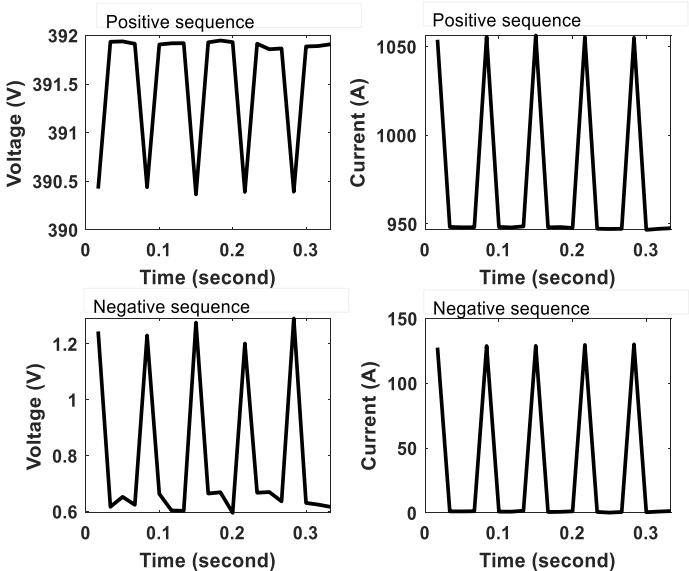 Positive sequence
392
391.5
391
390.5
390
Voltage (V)
0
0.1
0.2
0.3
Time (second)
Positive sequence
1050
1000
950
Current (A)
0
0.1
0.2
0.3
Time (second)
Negative sequence
1.2
1
0.8
0.6
Voltage (V)
0
0.1
0.2
0.3
Time (second)
Negative sequence
150
100
50
0
Current (A)
0
0.1
0.2
0.3
Time (second)